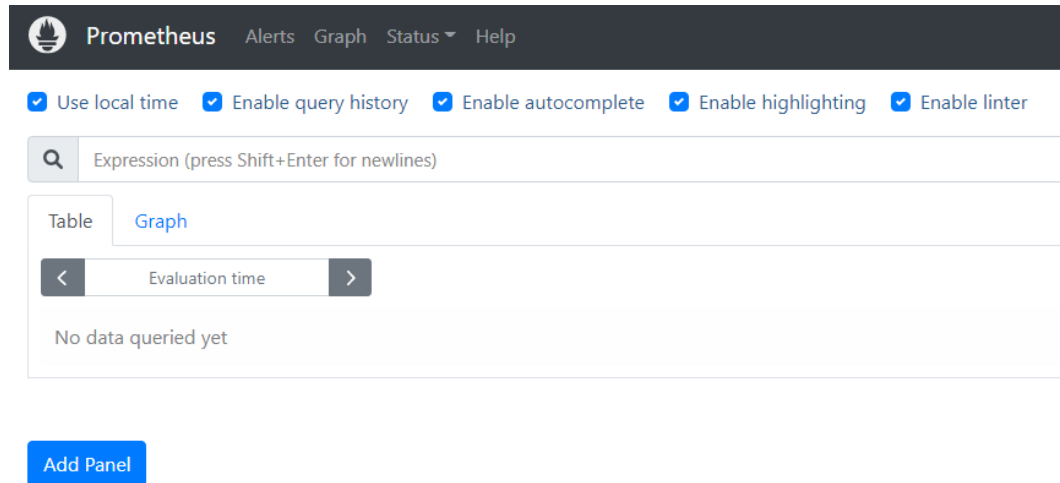 Prometheus Alerts Graph Status Help
Use local time Enable query history Enable autocomplete Enable highlighting Enable linter
Expression (press Shift+Enter for newlines)
Table Graph
Evaluation time
No data queried yet
Add Panel